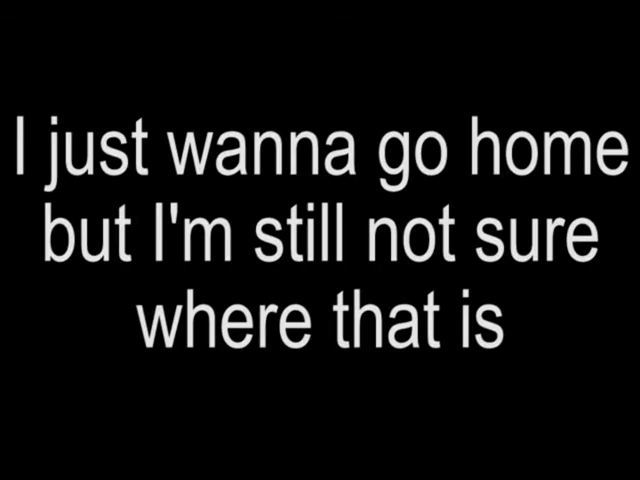 I just wanna go home
but I'm still not sure
where that is